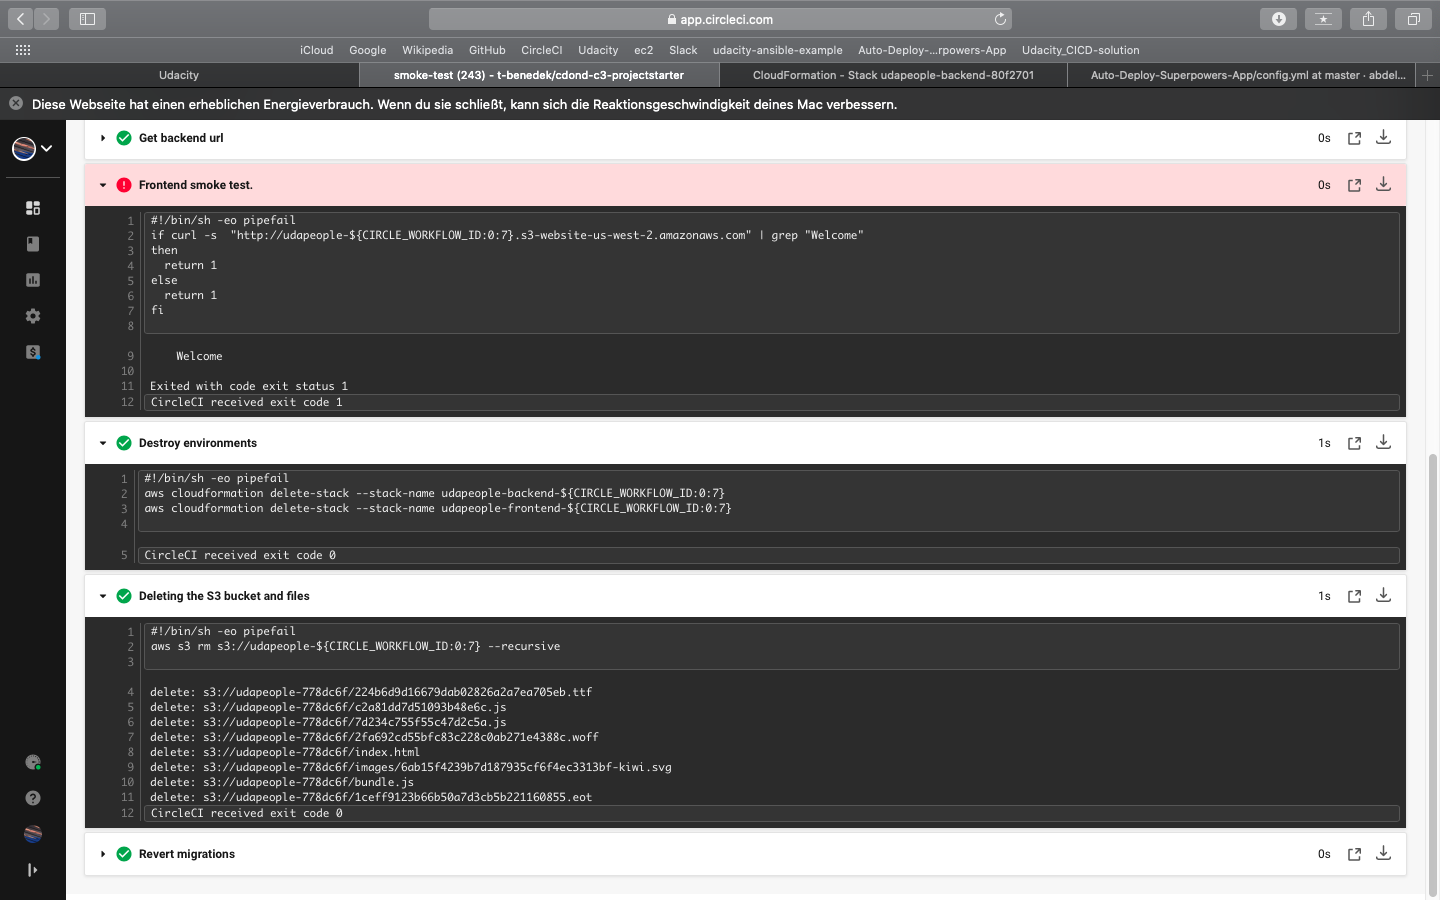 app.circleci.com
iCloud Google Wikipedia GitHub CircleCI Udacity ec2 Slack udacity-ansible-example Auto-Deploy-...rpowers-App Udacity_CICD-solution
Udacity smoke-test (243) - t-benedek/cdond-c3-projectstarter CloudFormation - Stack udapeople-backend-80f2701 Auto-Deploy-Superpowers-App/config.yml at master · abdel...
Diese Webseite hat einen erheblichen Energieverbrauch. Wenn du sie schließt, kann sich die Reaktionsgeschwindigkeit deines Mac verbessern.
Get backend url 0s
Frontend smoke test. 0s
1 #!/bin/sh -eo pipefail
2 if curl -s  "http://udapeople-${CIRCLE_WORKFLOW_ID:0:7}.s3-website-us-west-2.amazonaws.com" | grep "Welcome"
3 then
4   return 1
5 else
6   return 1
7 fi
8
9     Welcome
10
11 Exited with code exit status 1
12 CircleCI received exit code 1
Destroy environments 1s
1 #!/bin/sh -eo pipefail
2 aws cloudformation delete-stack --stack-name udapeople-backend-${CIRCLE_WORKFLOW_ID:0:7}
3 aws cloudformation delete-stack --stack-name udapeople-frontend-${CIRCLE_WORKFLOW_ID:0:7}
4
5 CircleCI received exit code 0
Deleting the S3 bucket and files 1s
1 #!/bin/sh -eo pipefail
2 aws s3 rm s3://udapeople-${CIRCLE_WORKFLOW_ID:0:7} --recursive
3
4 delete: s3://udapeople-778dc6f/224b6d9d16679dab02826a2a7ea705eb.ttf
5 delete: s3://udapeople-778dc6f/c2a81dd7d51093b48e6c.js
6 delete: s3://udapeople-778dc6f/7d234c755f55c47d2c5a.js
7 delete: s3://udapeople-778dc6f/2fa692cd55bfc83c228c0ab271e4388c.woff
8 delete: s3://udapeople-778dc6f/index.html
9 delete: s3://udapeople-778dc6f/images/6ab15f4239b7d187935cf6f4ec3313bf-kiwi.svg
10 delete: s3://udapeople-778dc6f/bundle.js
11 delete: s3://udapeople-778dc6f/1ceff9123b66b50a7d3cb5b221160855.eot
12 CircleCI received exit code 0
Revert migrations 0s